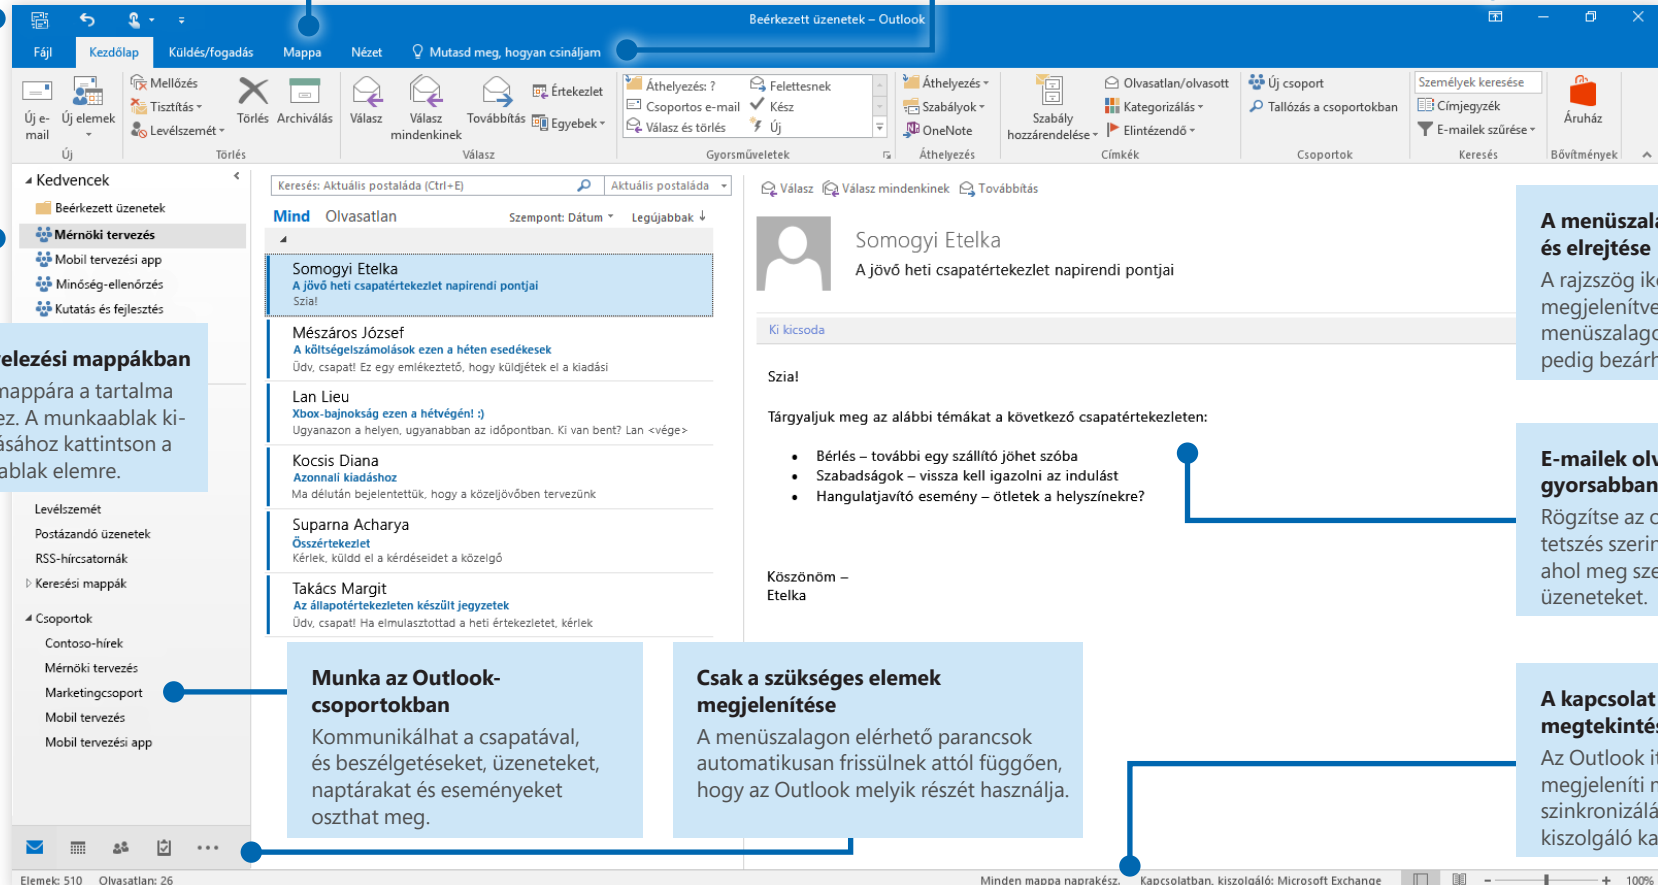 Beérkezett üzenetek – Outlook
Fájl Kezdőlap Küldés/fogadás Mappa Nézet Mutasd meg, hogyan csináljam
Új e-
mail
Új elemek
Új
Mellőzés
Tisztítás
Levélszemét
Törlés Archiválás
Törlés
Válasz
Válasz
mindenkinek
Továbbítás
Értekezlet
Egyebek
Válasz
Áthelyezés: ?
Csoportos e-mail
Válasz és törlés
Felettesnek
Kész
Új
Gyorsműveletek
Áthelyezés
Szabályok
OneNote
Áthelyezés
Szabály
hozzárendelése
Olvasatlan/olvasott
Kategorizálás
Elintézendő
Címkék
Új csoport
Tallózás a csoportokban
Csoportok
Személyek keresése
Címjegyzék
E-mailek szűrése
Keresés
Áruház
Bővítmények
Kedvencek
Beérkezett üzenetek
Mérnöki tervezés
Mobil tervezési app
Minőség-ellenőrzés
Kutatás és fejlesztés
elezési mappákban
mappára a tartalma
ez. A munkaablak ki-
ásához kattintson a
ablak elemre.
Levélszemét
Postázandó üzenetek
RSS-hírcsatornák
Keresési mappák
Csoportok
Contoso-hírek
Mérnöki tervezés
Marketingcsoport
Mobil tervezés
Mobil tervezési app
Keresés: Aktuális postaláda (Ctrl+E) Aktuális postaláda
Mind Olvasatlan Szempont: Dátum Legújabbak ↓
Somogyi Etelka
A jövő heti csapatértekezlet napirendi pontjai
Szia!
Mészáros József
A költségelszámolások ezen a héten esedékesek
Üdv, csapat! Ez egy emlékeztető, hogy küldjétek el a kiadási
Lan Lieu
Xbox-bajnokság ezen a hétvégén! :)
Ugyanazon a helyen, ugyanabban az időpontban. Ki van bent? Lan <vége>
Kocsis Diana
Azonnali kiadáshoz
Ma délután bejelentettük, hogy a közeljövőben tervezünk
Suparna Acharya
Összértekezlet
Kérlek, küldd el a kérdéseidet a közelgő
Takács Margit
Az állapotértekezleten készült jegyzetek
Üdv, csapat! Ha elmulasztottad a heti értekezletet, kérlek
Válasz Válasz mindenkinek Továbbítás
Somogyi Etelka
A jövő heti csapatértekezlet napirendi pontjai
Ki kicsoda
Szia!
Tárgyaljuk meg az alábbi témákat a következő csapatértekezleten:
• Bérlés – további egy szállító jöhet szóba
• Szabadságok – vissza kell igazolni az indulást
• Hangulatjavító esemény – ötletek a helyszínekre?
Köszönöm –
Etelka
A menüszala
és elrejtése
A rajzszög ik
megjelenítve
menüszalago
pedig bezárh
E-mailek olv
gyorsabban
Rögzítse az o
tetszés szerin
ahol meg sze
üzeneteket.
A kapcsolat
megtekintés
Az Outlook it
megjeleníti m
szinkronizálá
kiszolgáló ka
Munka az Outlook-
csoportokban
Kommunikálhat a csapatával,
és beszélgetéseket, üzeneteket,
naptárakat és eseményeket
oszthat meg.
Csak a szükséges elemek
megjelenítése
A menüszalagon elérhető parancsok
automatikusan frissülnek attól függően,
hogy az Outlook melyik részét használja.
Elemek: 510 Olvasatlan: 26 Minden mappa naprakész. Kapcsolatban, kiszolgáló: Microsoft Exchange 100%